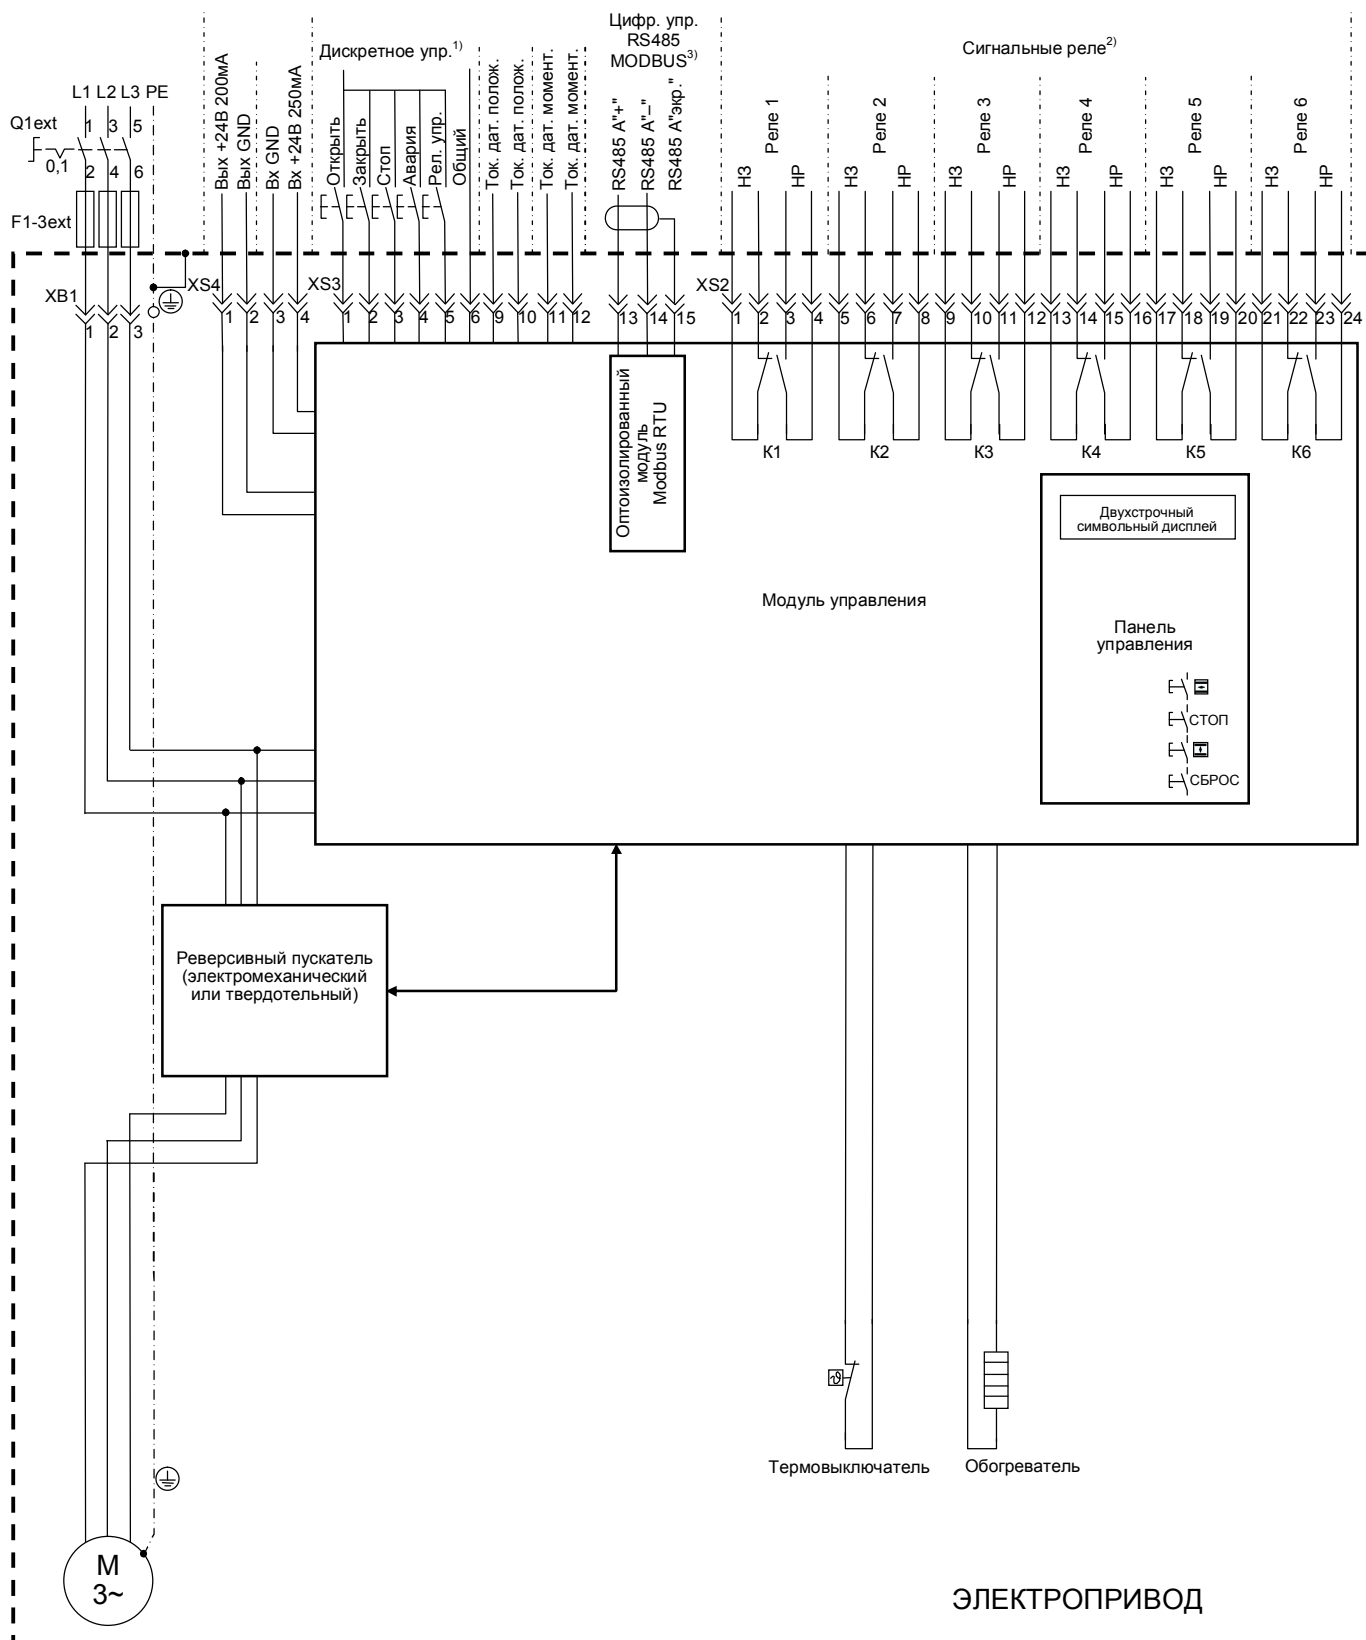 Цифр. упр.
RS485
MODBUS3)
Дискретное упр.1)
Сигнальные реле2)
L1 L2 L3 PE
Q1ext
1 3 5
0,1
2 4 6
F1-3ext
Вых +24В 200мА
Вых GND
Вх GND
Вх +24В 250мА
Открыть
Закрыть
Стоп
Авария
Рел. упр.
Общий
Ток. дат. полож.
Ток. дат. полож.
Ток. дат. момент.
Ток. дат. момент.
RS485 А"+"
RS485 А"–"
RS485 А"экр."
Реле 1
НЗ
НР
Реле 2
НЗ
НР
Реле 3
НЗ
НР
Реле 4
НЗ
НР
Реле 5
НЗ
НР
Реле 6
НЗ
НР
XB1
1 2 3
XS4
1 2 3 4
XS3
1 2 3 4 5 6 9 10 11 12 13 14 15
XS2
1 2 3 4 5 6 7 8 9 10 11 12 13 14 15 16 17 18 19 20 21 22 23 24
К1 К2 К3 К4 К5 К6
Оптоизолированный
модуль
Modbus RTU
Двухстрочный
символьный дисплей
Модуль управления
Панель
управления
СТОП
СБРОС
Реверсивный пускатель
(электромеханический
или твердотельный)
Термовыключатель
Обогреватель
М
3~
ЭЛЕКТРОПРИВОД